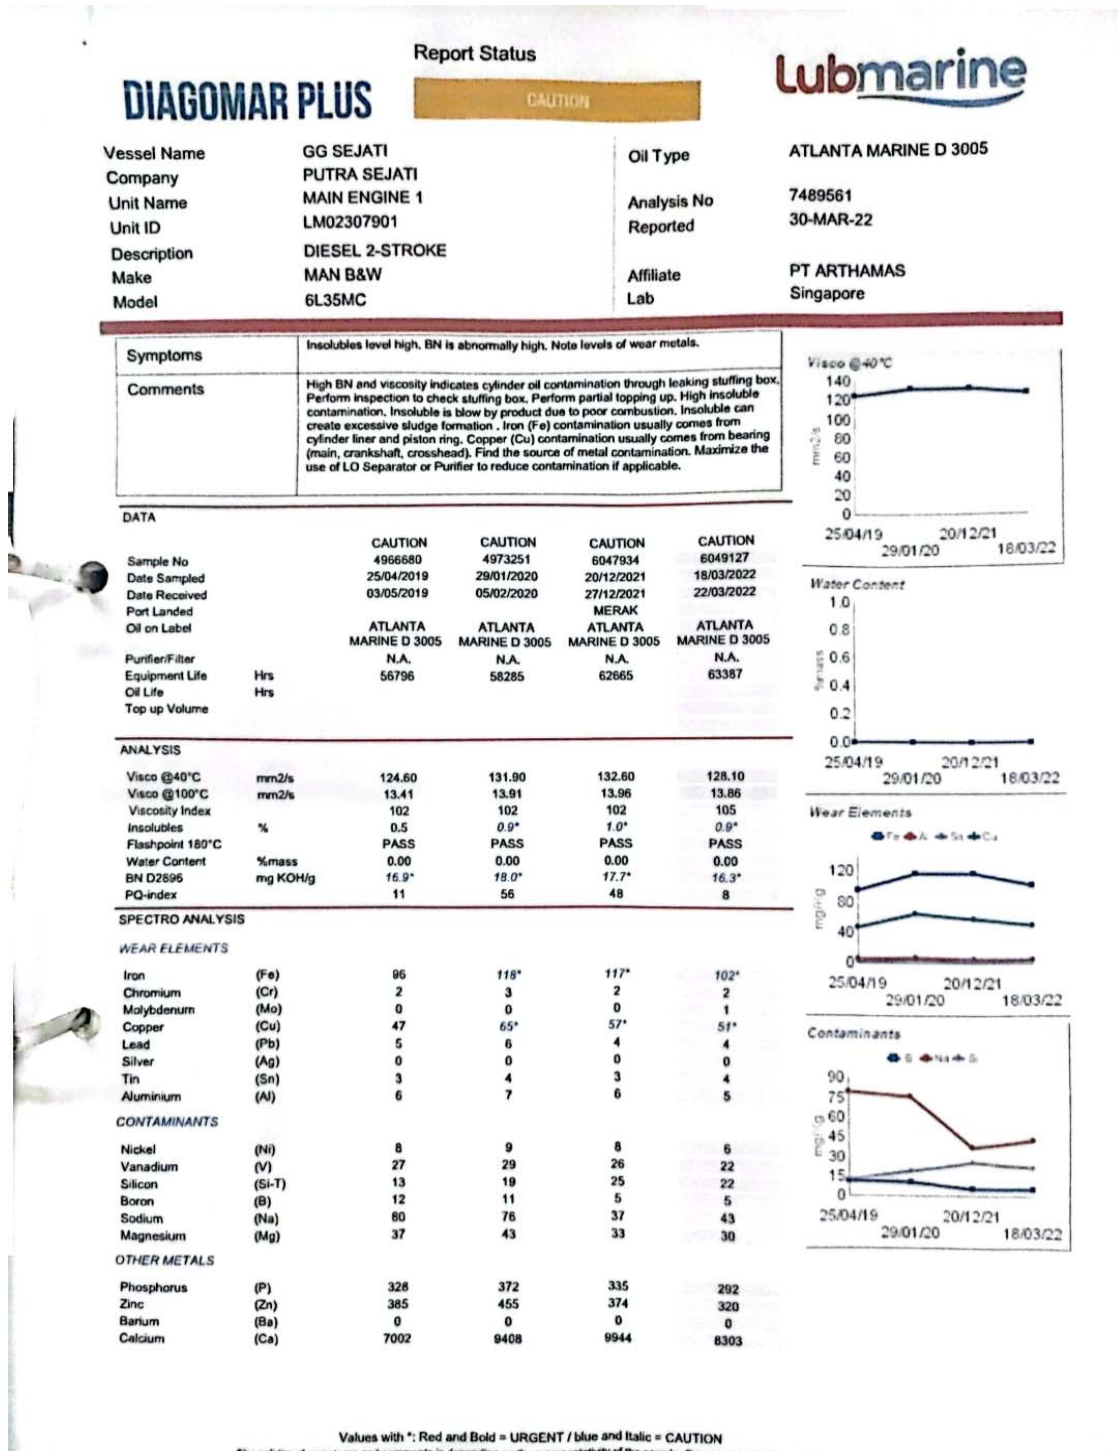 Report Status
DIAGOMAR PLUS
CAUTION
Lubmarine
Vessel Name GG SEJATI
Company PUTRA SEJATI
Unit Name MAIN ENGINE 1
Unit ID LM02307901
Description DIESEL 2-STROKE
Make MAN B&W
Model 6L35MC
Oil Type ATLANTA MARINE D 3005
Analysis No 7489561
Reported 30-MAR-22
Affiliate PT ARTHAMAS
Lab Singapore
Symptoms
Insolubles level high. BN is abnormally high. Note levels of wear metals.
Comments
High BN and viscosity indicates cylinder oil contamination through leaking stuffing box.
Perform inspection to check stuffing box. Perform partial topping up. High insoluble
contamination. Insoluble is blow by product due to poor combustion. Insoluble can
create excessive sludge formation . Iron (Fe) contamination usually comes from
cylinder liner and piston ring. Copper (Cu) contamination usually comes from bearing
(main, crankshaft, crosshead). Find the source of metal contamination. Maximize the
use of LO Separator or Purifier to reduce contamination if applicable.
DATA
CAUTION CAUTION CAUTION CAUTION
Sample No 4966680 4973251 6047934 6049127
Date Sampled 25/04/2019 29/01/2020 20/12/2021 18/03/2022
Date Received 03/05/2019 05/02/2020 27/12/2021 22/03/2022
Port Landed MERAK
Oil on Label ATLANTA ATLANTA ATLANTA ATLANTA
MARINE D 3005 MARINE D 3005 MARINE D 3005 MARINE D 3005
Purifier/Filter N.A. N.A. N.A. N.A.
Equipment Life Hrs 56796 58285 62665 63387
Oil Life Hrs
Top up Volume
ANALYSIS
Visco @40°C mm2/s 124.60 131.90 132.60 128.10
Visco @100°C mm2/s 13.41 13.91 13.96 13.86
Viscosity Index 102 102 102 105
Insolubles % 0.5 0.9* 1.0* 0.9*
Flashpoint 180°C PASS PASS PASS PASS
Water Content %mass 0.00 0.00 0.00 0.00
BN D2896 mg KOH/g 16.9* 18.0* 17.7* 16.3*
PQ-index 11 56 48 8
SPECTRO ANALYSIS
WEAR ELEMENTS
Iron (Fe) 96 118* 117* 102*
Chromium (Cr) 2 3 2 2
Molybdenum (Mo) 0 0 0 1
Copper (Cu) 47 65* 57* 51*
Lead (Pb) 5 6 4 4
Silver (Ag) 0 0 0 0
Tin (Sn) 3 4 3 4
Aluminium (Al) 6 7 6 5
CONTAMINANTS
Nickel (Ni) 8 9 8 6
Vanadium (V) 27 29 26 22
Silicon (Si-T) 13 19 25 22
Boron (B) 12 11 5 5
Sodium (Na) 80 76 37 43
Magnesium (Mg) 37 43 33 30
OTHER METALS
Phosphorus (P) 328 372 335 292
Zinc (Zn) 385 455 374 320
Barium (Ba) 0 0 0 0
Calcium (Ca) 7002 9408 9944 8303
Visco @40°C
140
120
100
80
60
40
20
0
mm2/s
25/04/19 20/12/21
29/01/20 18/03/22
Water Content
1.0
0.8
0.6
0.4
0.2
0.0
%mass
25/04/19 20/12/21
29/01/20 18/03/22
Wear Elements
Fe Al Sn Cu
120
80
40
0
mg/Kg
25/04/19 20/12/21
29/01/20 18/03/22
Contaminants
B Na Si
90
75
60
45
30
15
0
mg/Kg
25/04/19 20/12/21
29/01/20 18/03/22
Values with *: Red and Bold = URGENT / blue and Italic = CAUTION